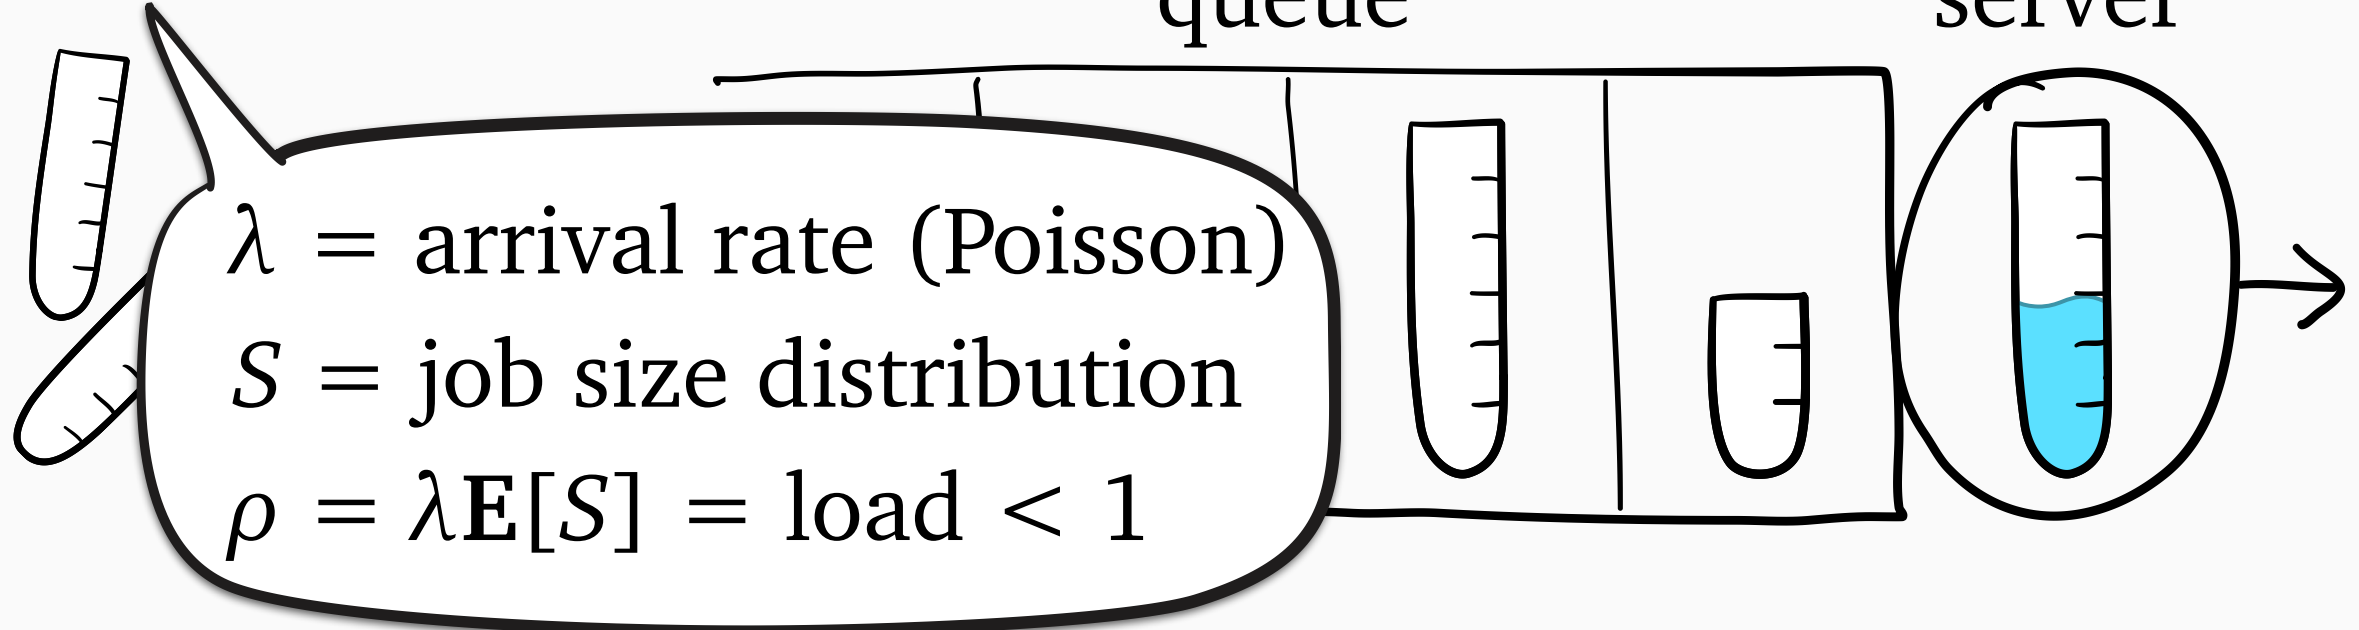 queue server
λ = arrival rate (Poisson)
S = job size distribution
ρ = λE[S] = load < 1